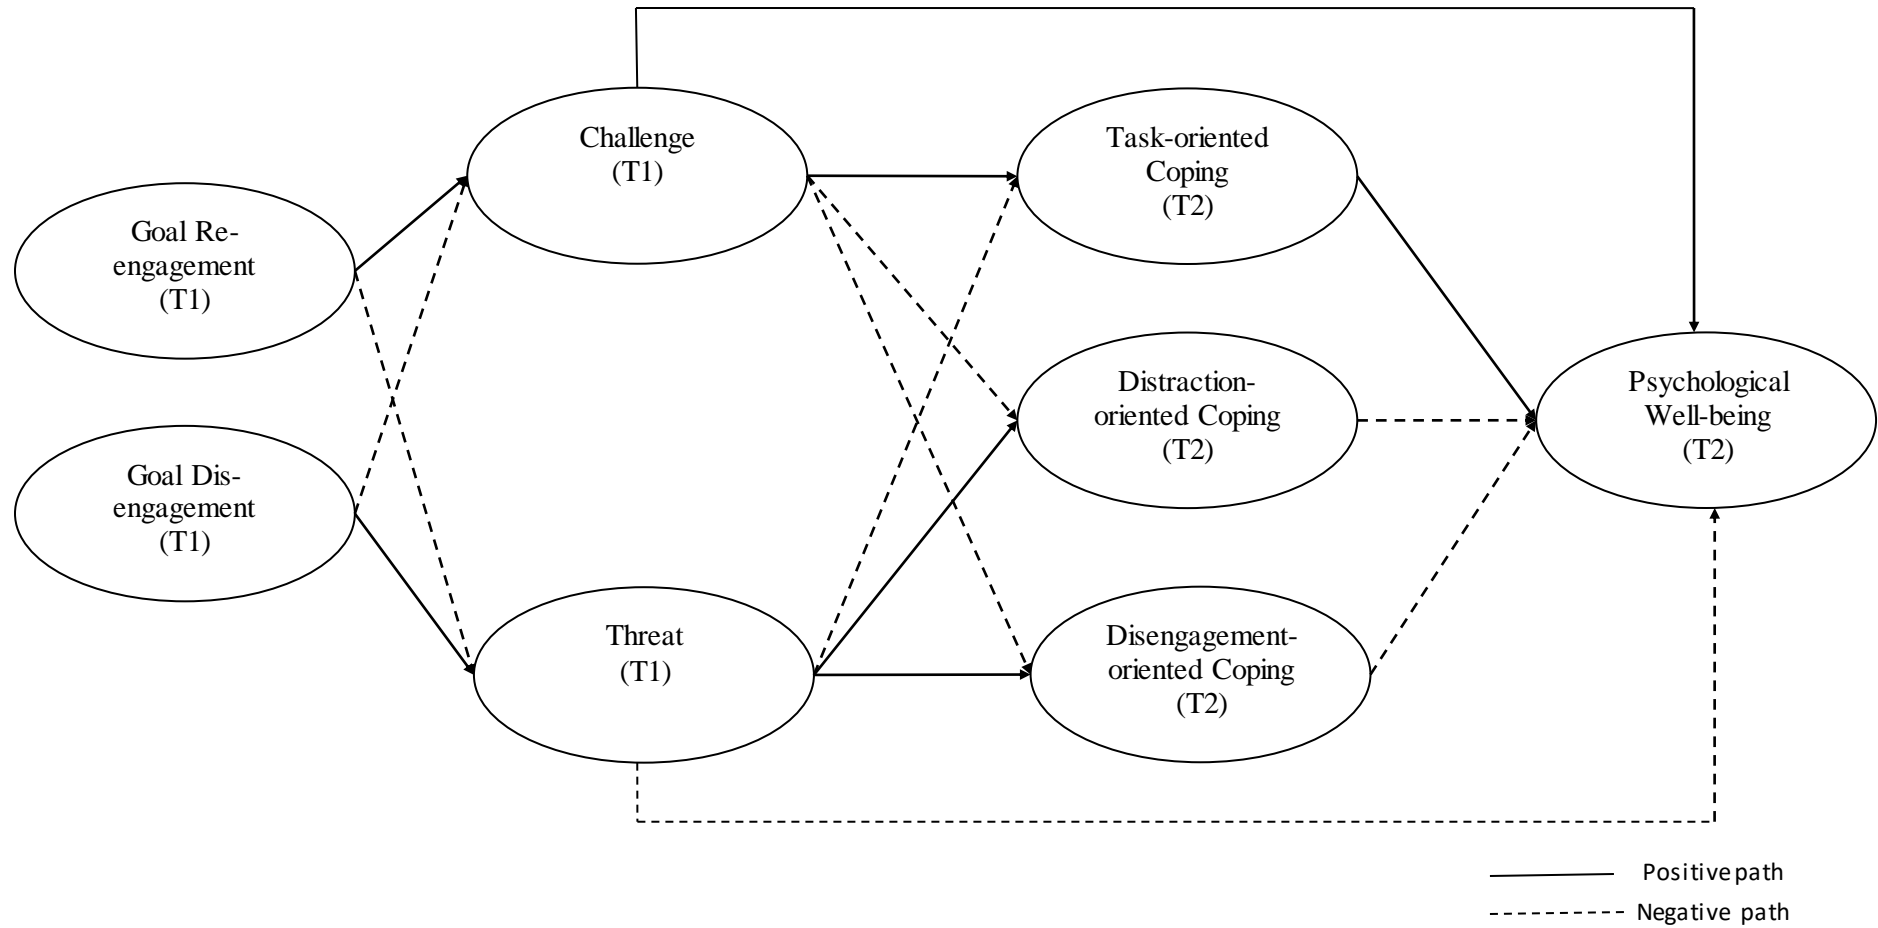 Challenge
(T1)
Task-oriented
Coping
(T2)
Goal Re-
engagement
(T1)
Distraction-
oriented Coping
(T2)
Psychological
Well-being
(T2)
Goal Dis-
engagement
(T1)
Threat
(T1)
Disengagement-
oriented Coping
(T2)
Positive path
Negative path